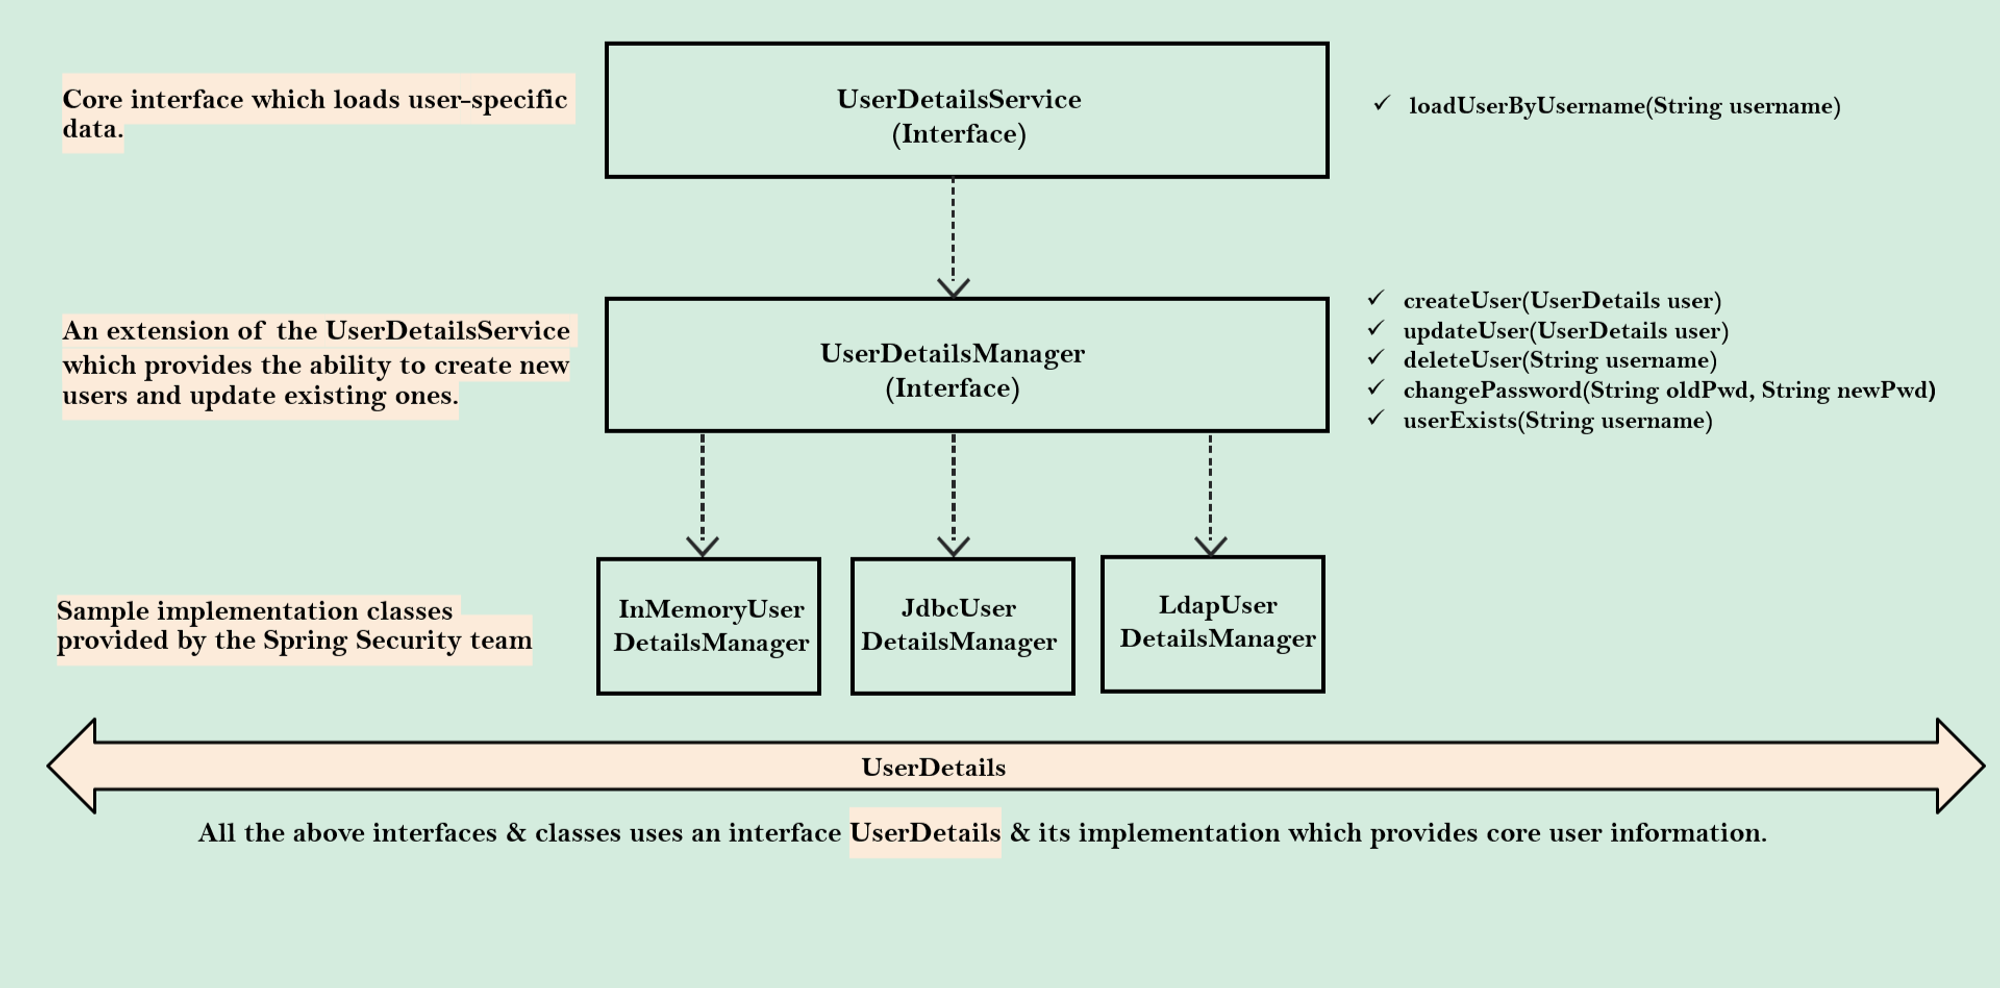 Core interface which loads user-specific
data.
UserDetailsService
(Interface)
✓ loadUserByUsername(String username)
An extension of the UserDetailsService
which provides the ability to create new
users and update existing ones.
UserDetailsManager
(Interface)
✓ createUser(UserDetails user)
✓ updateUser(UserDetails user)
✓ deleteUser(String username)
✓ changePassword(String oldPwd, String newPwd)
✓ userExists(String username)
Sample implementation classes
provided by the Spring Security team
InMemoryUser
DetailsManager
JdbcUser
DetailsManager
LdapUser
DetailsManager
UserDetails
All the above interfaces & classes uses an interface UserDetails & its implementation which provides core user information.